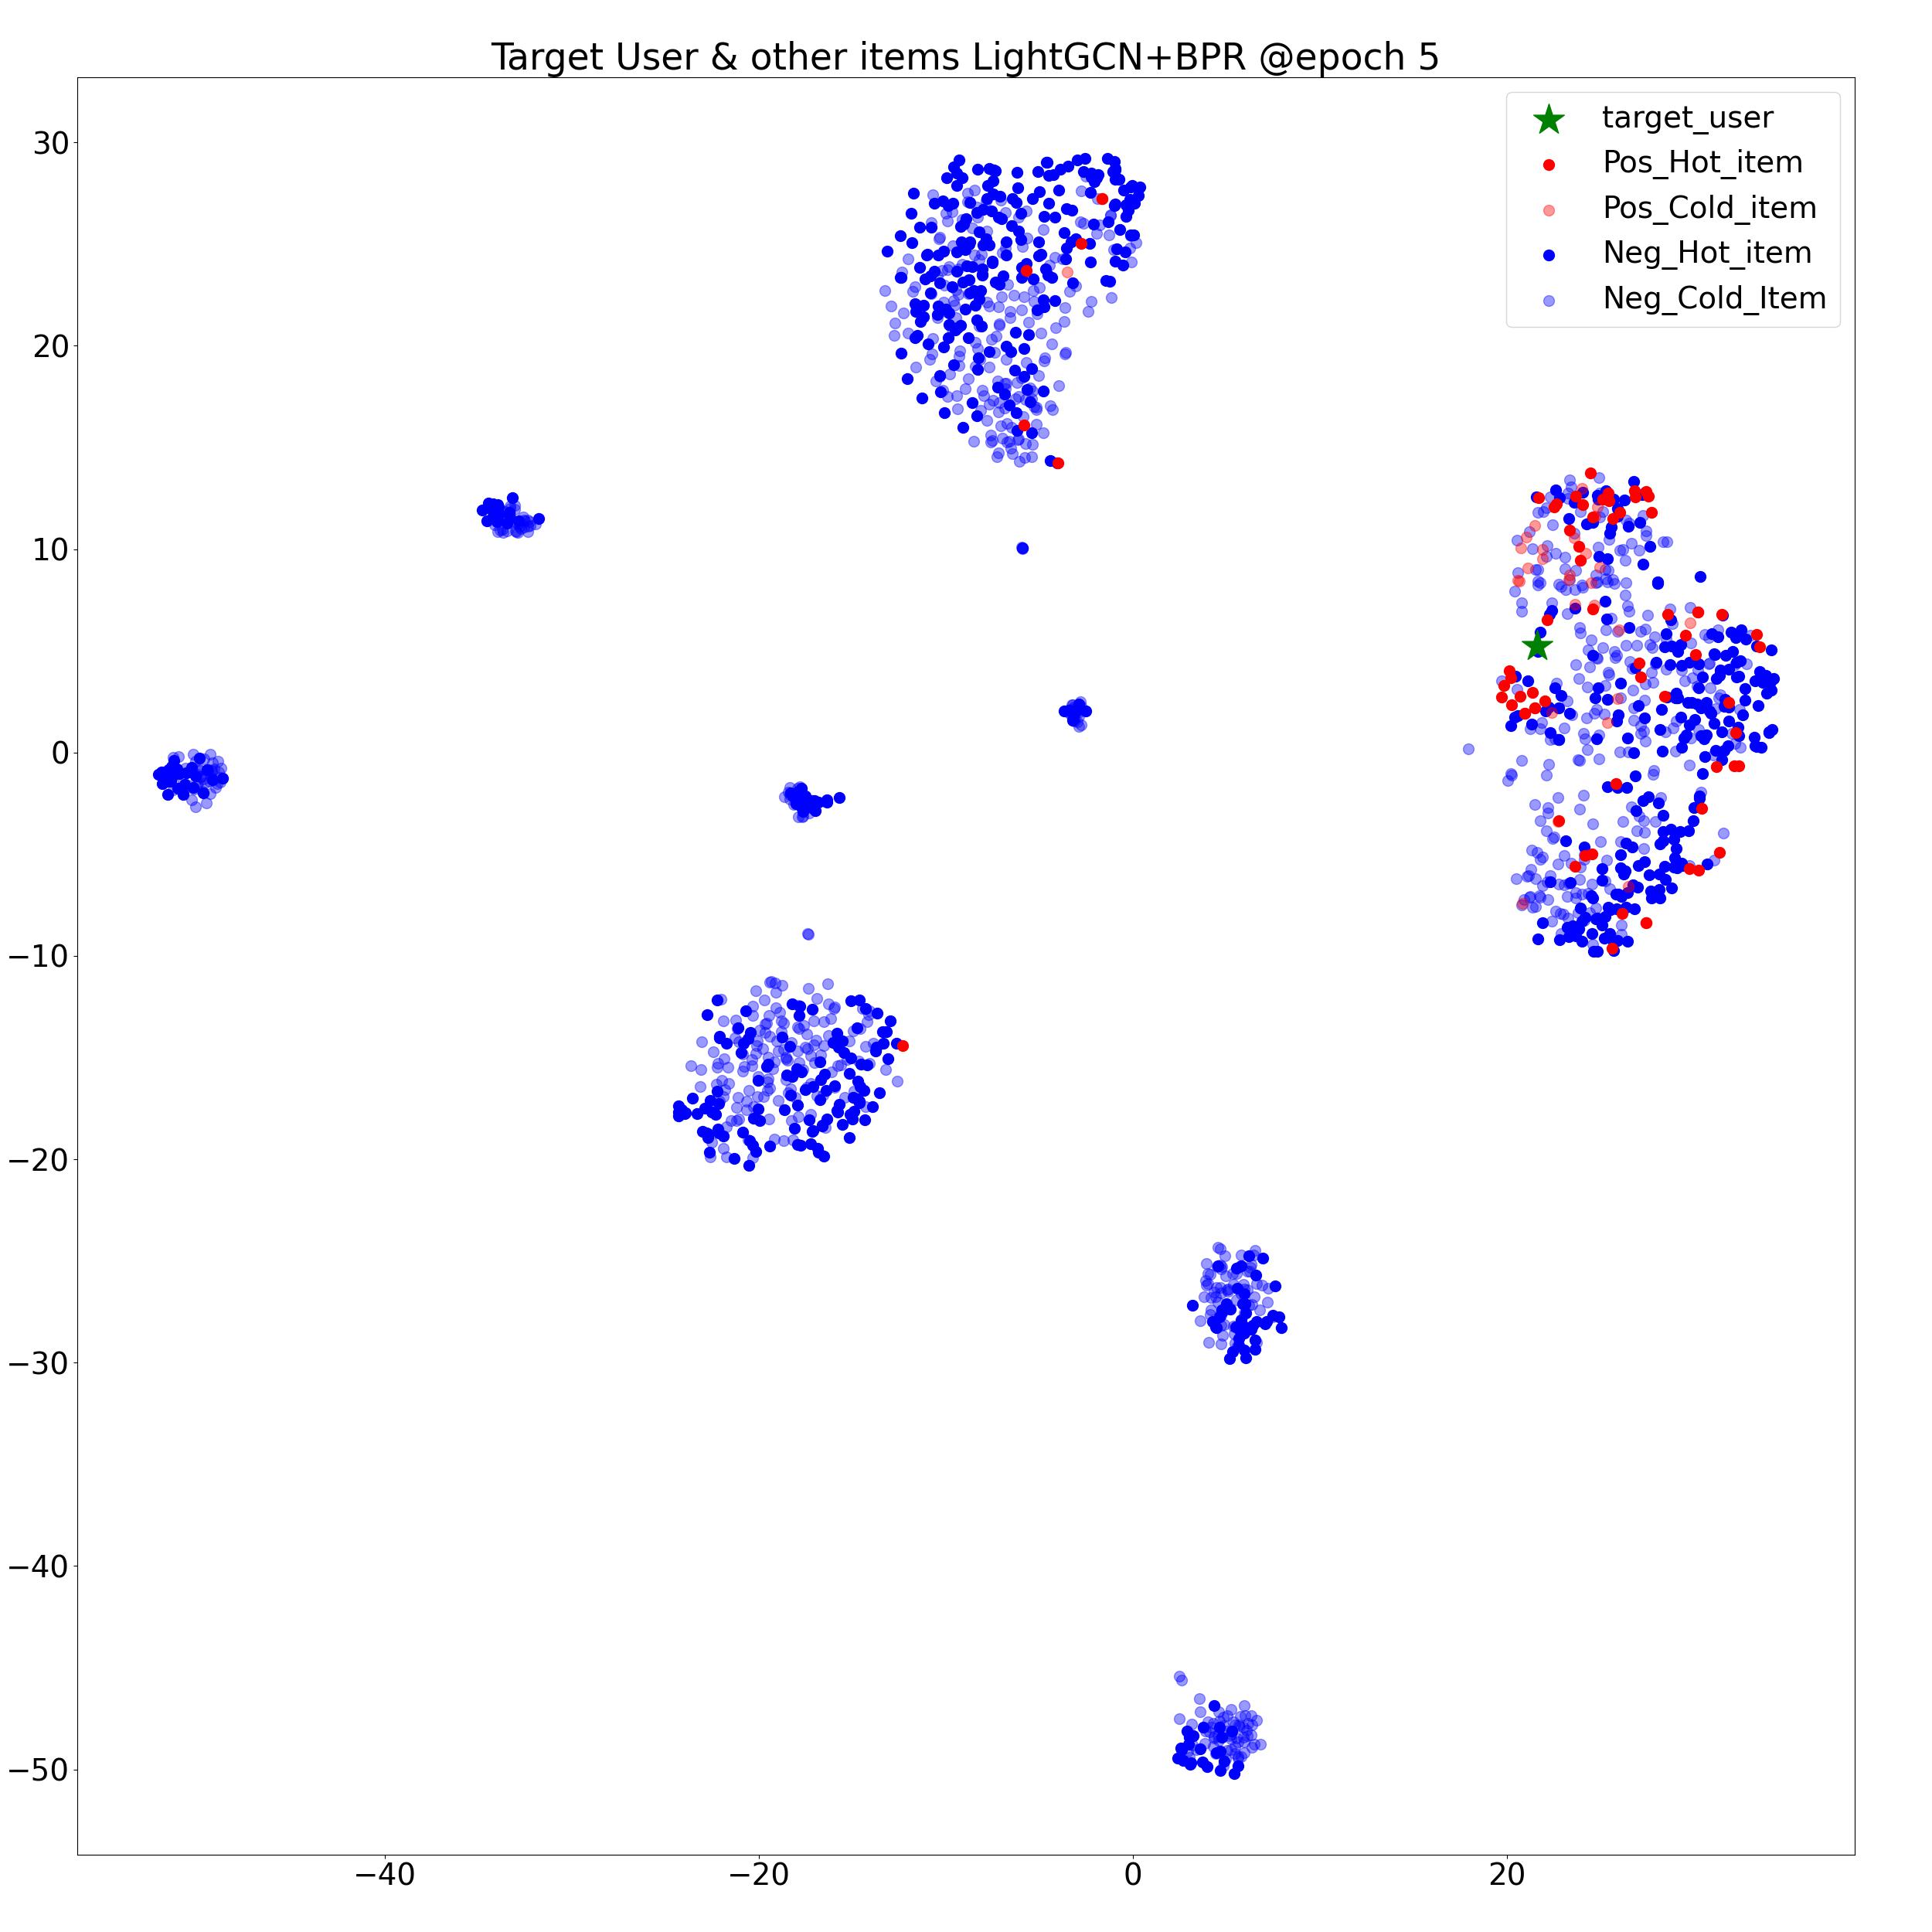 Target User & other items LightGCN+BPR @epoch 5
target_user
Pos_Hot_item
Pos_Cold_item
Neg_Hot_item
Neg_Cold_Item
30
20
10
0
−10
−20
−30
−40
−50
−40 −20 0 20